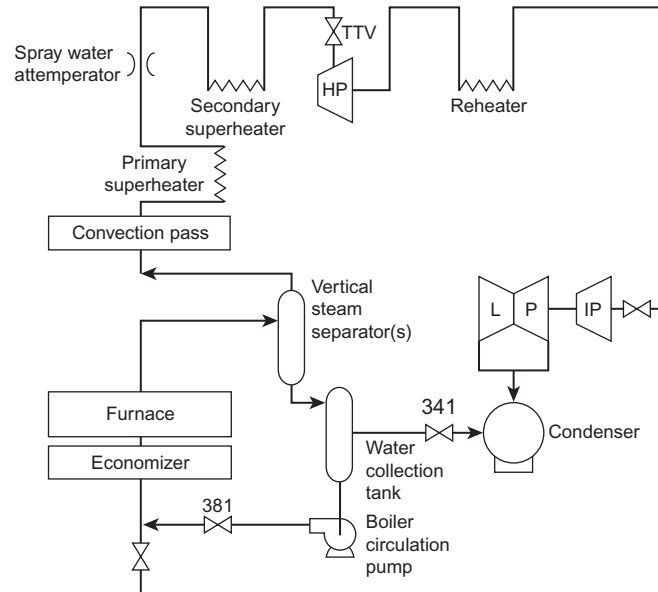 TTV
Spray water
attemperator
HP
Secondary
superheater
Reheater
Primary
superheater
Convection pass
Vertical
steam
separator(s)
L P
IP
Furnace
341
Condenser
Economizer
Water
collection
tank
381
Boiler
circulation
pump